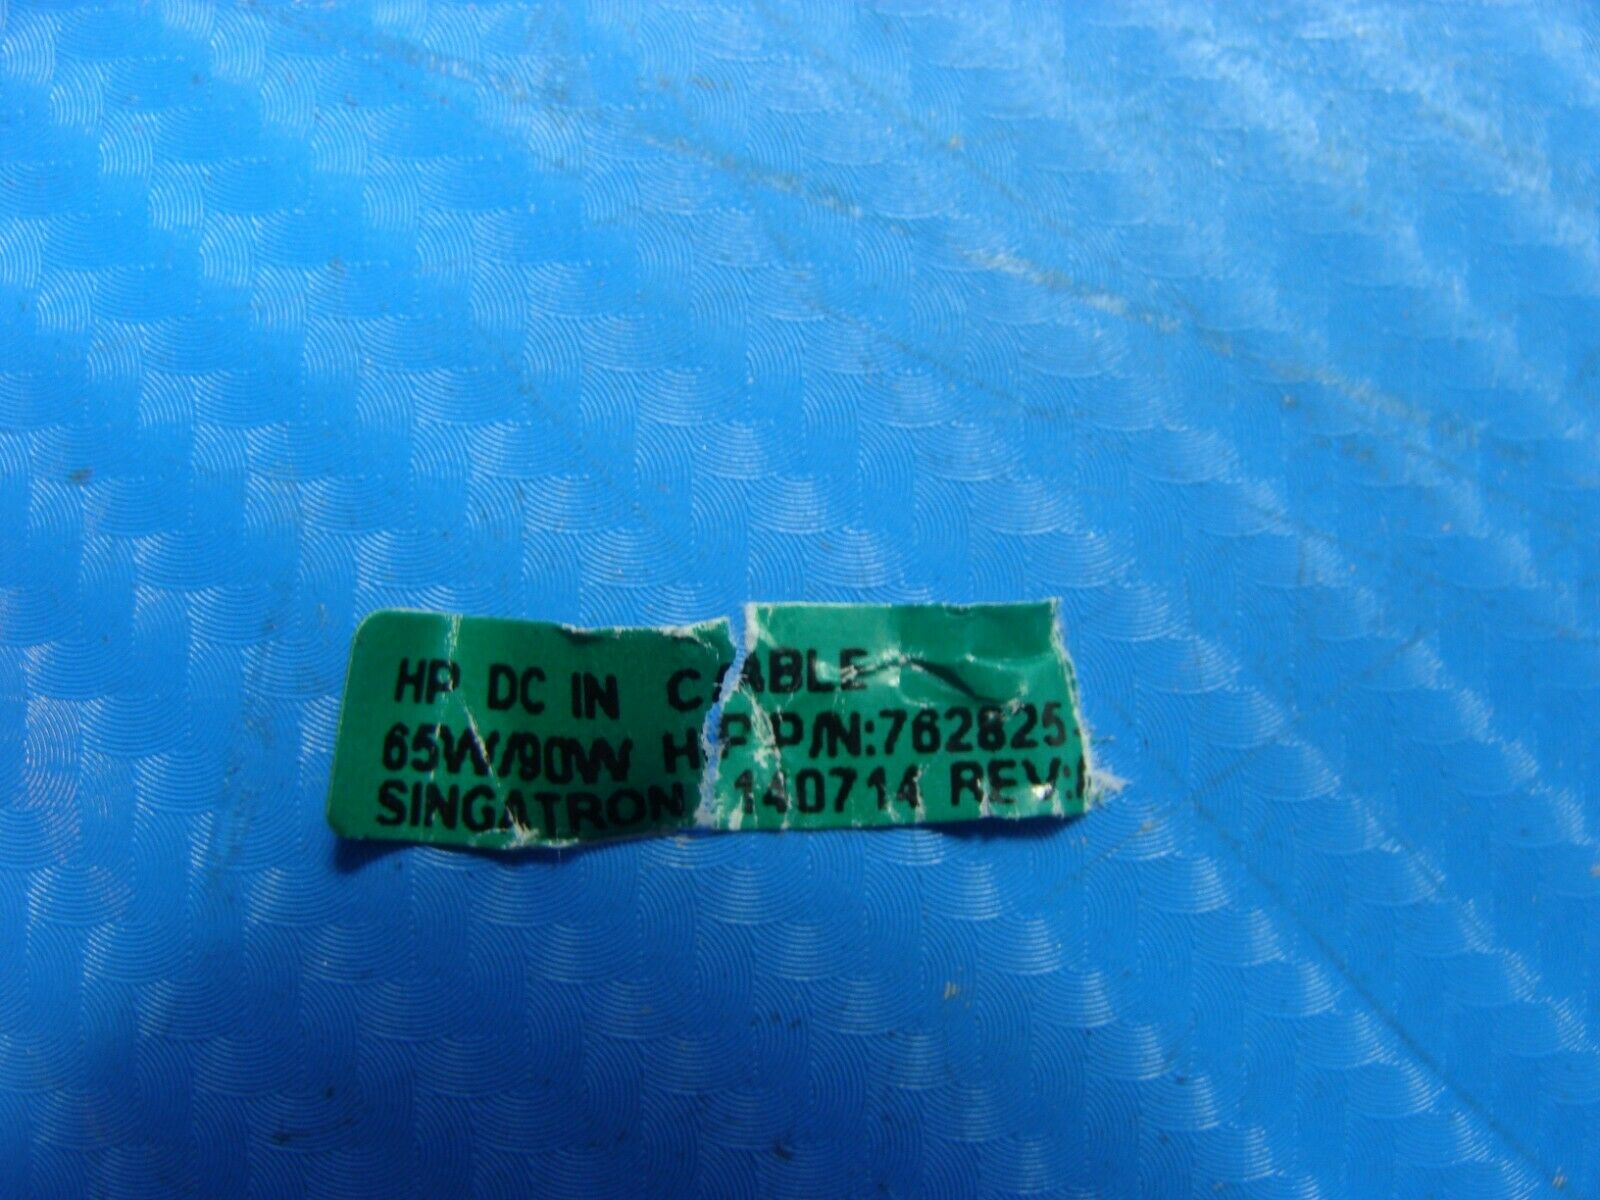 HP DC IN CABLE
65W/90W HP P/N:762825-
SINGATRON 140714 REV: